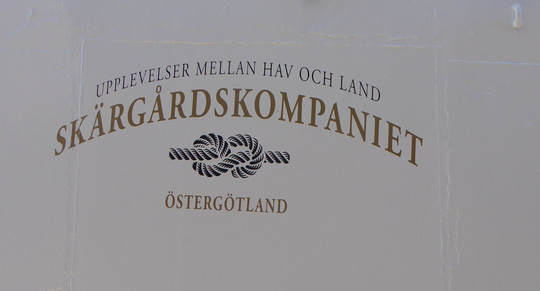 UPPLEVELSER MELLAN HAV OCH LAND
SKÄRGÅRDSKOMPANIET
ÖSTERGÖTLAND